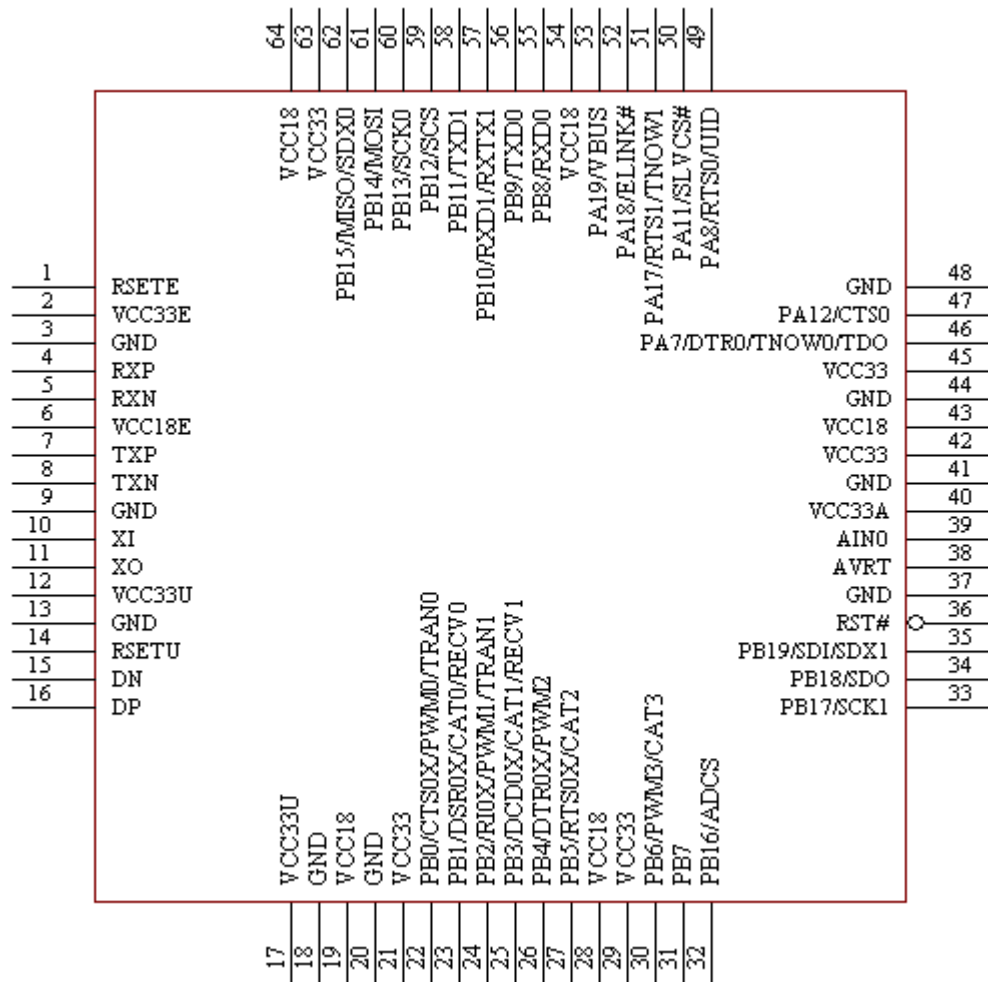 64 63 62 61 60 59 58 57 56 55 54 53 52 51 50 49
VCC18
VCC33
PB15/MISO/SDX0
PB14/MOSI
PB13/SCK0
PB12/SCS
PB11/TXD1
PB10/RXD1/RXTX1
PB9/TXD0
PB8/RXD0
VCC18
PA19/VBUS
PA18/ELINK#
PA17/RTS1/TNOW1
PA11/SLVCS#
PA8/RTS0/UID
1 RSETE
2 VCC33E
3 GND
4 RXP
5 RXN
6 VCC18E
7 TXP
8 TXN
9 GND
10 XI
11 XO
12 VCC33U
13 GND
14 RSETU
15 DN
16 DP
GND 48
PA12/CTS0 47
PA7/DTR0/TNOW0/TDO 46
VCC33 45
GND 44
VCC18 43
VCC33 42
GND 41
VCC33A 40
AIN0 39
AVRT 38
GND 37
RST# 36
PB19/SDI/SDX1 35
PB18/SDO 34
PB17/SCK1 33
VCC33U
GND
VCC18
GND
VCC33
PB0/CTS0X/PWM0/TRAN0
PB1/DSR0X/CAT0/RECV0
PB2/RI0X/PWM1/TRAN1
PB3/DCD0X/CAT1/RECV1
PB4/DTR0X/PWM2
PB5/RTS0X/CAT2
VCC18
VCC33
PB6/PWM3/CAT3
PB7
PB16/ADCS
17 18 19 20 21 22 23 24 25 26 27 28 29 30 31 32